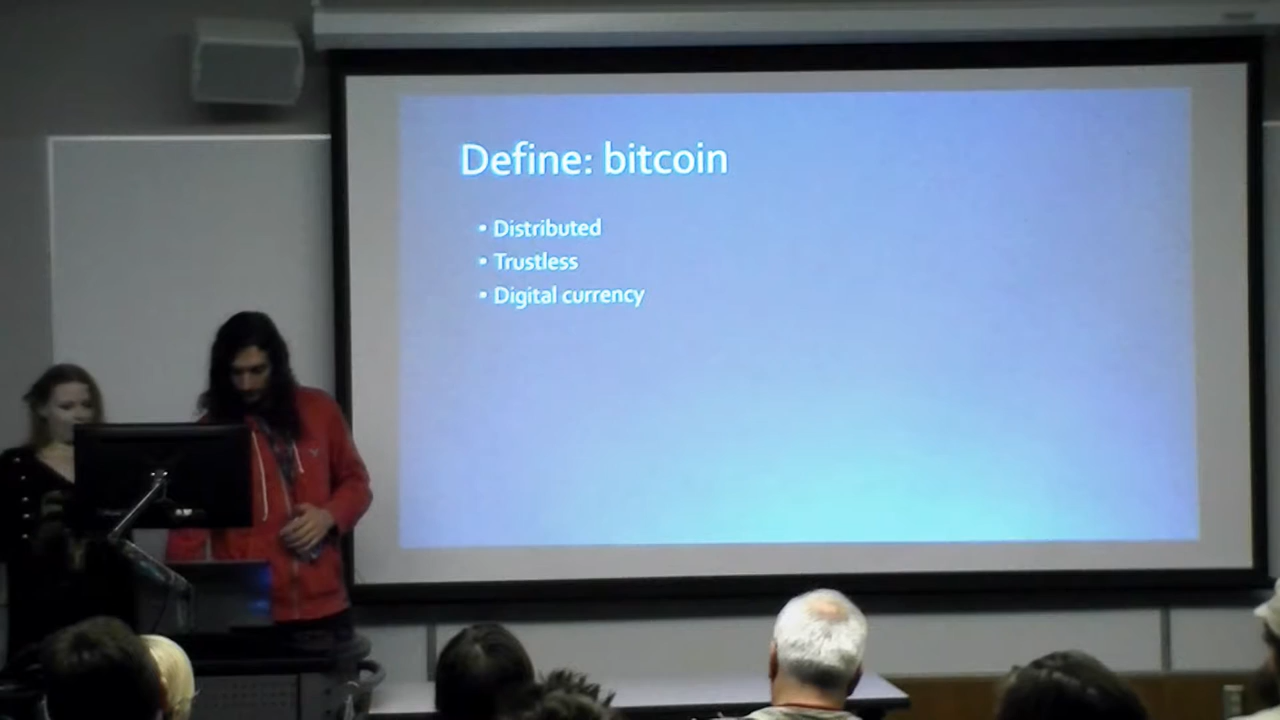 Define: bitcoin
• Distributed
• Trustless
• Digital currency